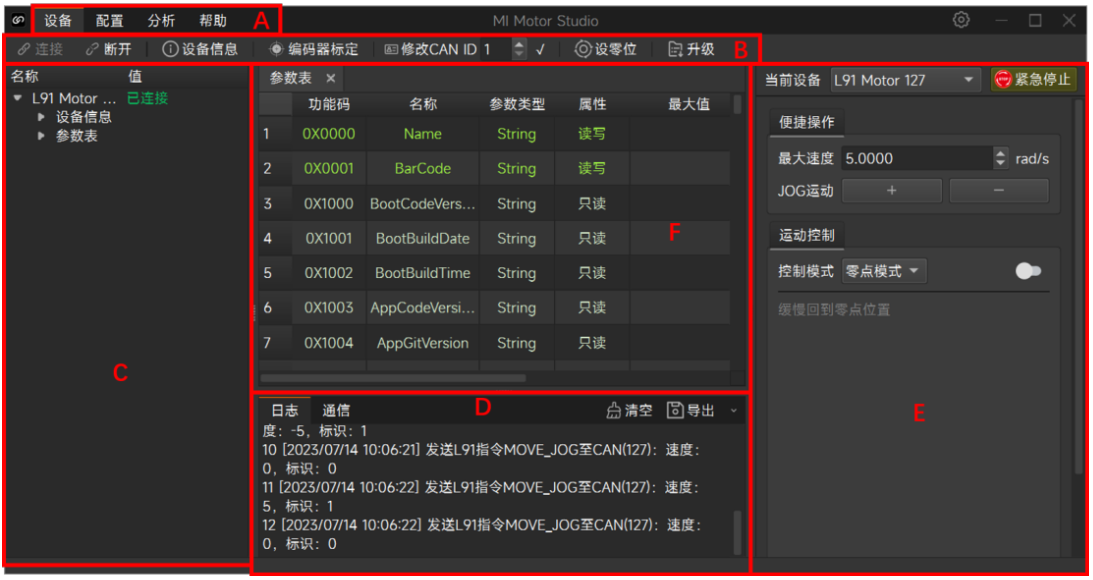 MI Motor Studio
设备 配置 分析 帮助 A
连接 断开 设备信息 编码器标定 修改CAN ID 1 √ 设零位 升级 B
名称 值
L91 Motor ... 已连接
设备信息
参数表
C
参数表 ×
功能码 名称 参数类型 属性 最大值
1 0X0000 Name String 读写
2 0X0001 BarCode String 读写
3 0X1000 BootCodeVers... String 只读
4 0X1001 BootBuildDate String 只读
5 0X1002 BootBuildTime String 只读
6 0X1003 AppCodeVersi... String 只读
7 0X1004 AppGitVersion String 只读
F
日志 通信 D 清空 导出
度：-5，标识：1
10 [2023/07/14 10:06:21] 发送L91指令MOVE_JOG至CAN(127)：速度：
0，标识：0
11 [2023/07/14 10:06:22] 发送L91指令MOVE_JOG至CAN(127)：速度：
5，标识：1
12 [2023/07/14 10:06:22] 发送L91指令MOVE_JOG至CAN(127)：速度：
0，标识：0
当前设备 L91 Motor 127 STOP 紧急停止
便捷操作
最大速度 5.0000 rad/s
JOG运动 + −
运动控制
控制模式 零点模式
缓慢回到零点位置
E